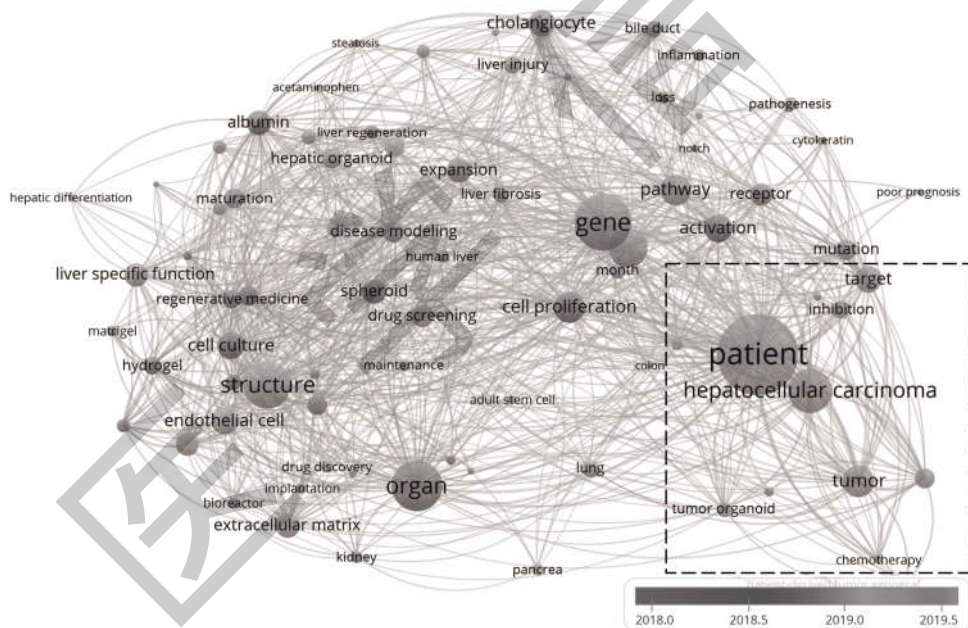 cholangiocyte
bile duct
steatosis
liver injury
inflammation
acetaminophen
loss
pathogenesis
albumin
liver regeneration
cytokeratin
hepatic organoid
notch
expansion
hepatic differentiation
maturation
liver fibrosis
pathway
receptor
poor prognosis
gene
disease modeling
activation
human liver
month
mutation
liver specific function
target
spheroid
regenerative medicine
drug screening
cell proliferation
inhibition
matrigel
cell culture
patient
hydrogel
maintenance
colon
structure
hepatocellular carcinoma
adult stem cell
endothelial cell
drug discovery
lung
organ
tumor
implantation
bioreactor
tumor organoid
extracellular matrix
kidney
pancrea
chemotherapy
2018.0 2018.5 2019.0 2019.5